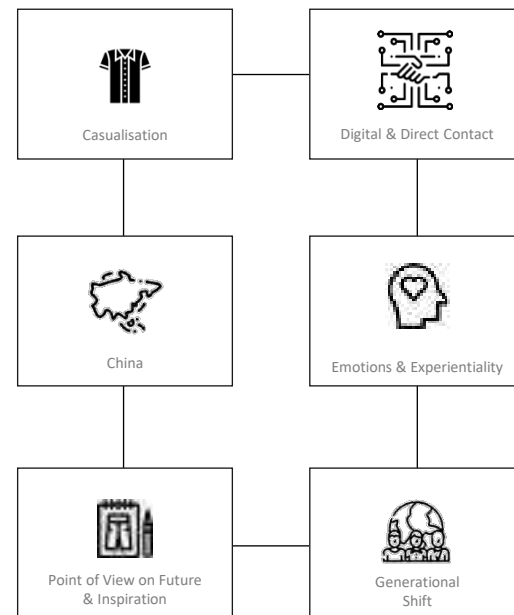 Casualisation
Digital & Direct Contact
China
Emotions & Experientiality
Point of View on Future
& Inspiration
Generational
Shift